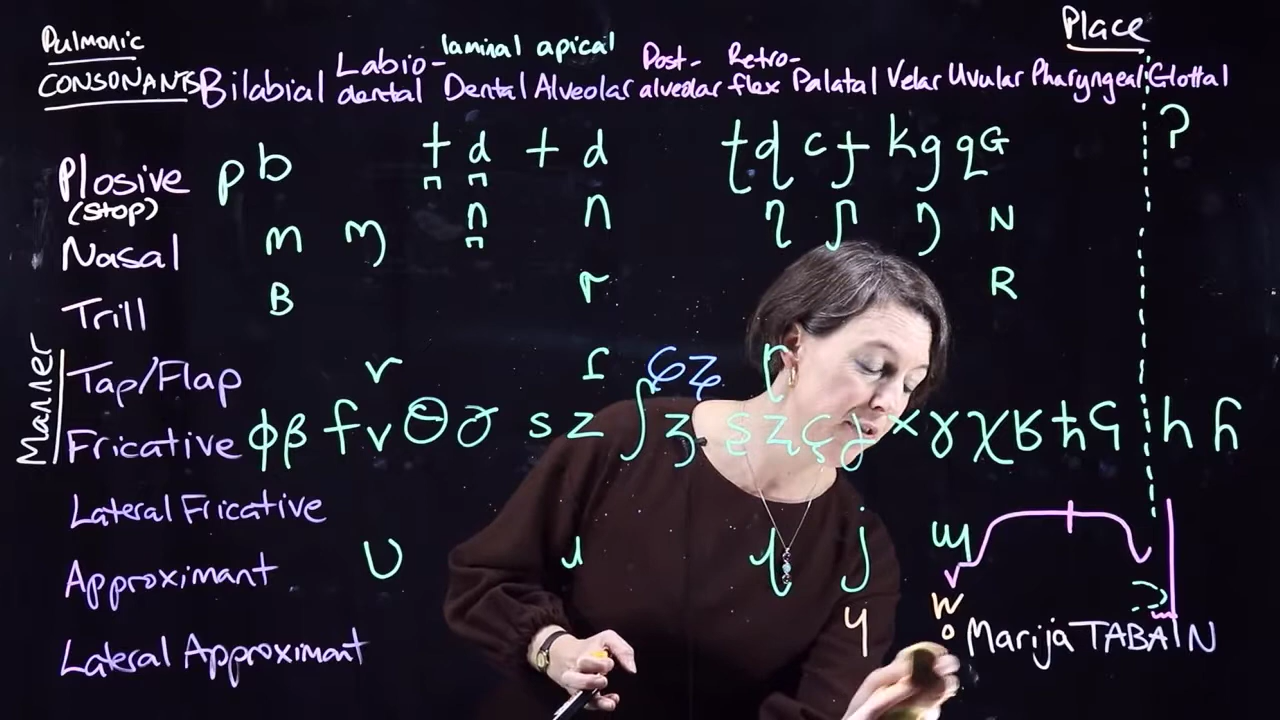 Pulmonic
CONSONANTS
Place
laminal apical
Bilabial Labio-dental Dental Alveolar Post-alveolar Retro-flex Palatal Velar Uvular Pharyngeal Glottal
Manner
Plosive p b t̪ d̪ t d ʈ ɖ c ɟ k g q ɢ ʔ
(stop)
Nasal m ɱ n̪ n ɳ ɲ ŋ ɴ
Trill ʙ r ʀ
Tap/Flap ⱱ ɾ ɕ ʑ ɽ
Fricative ɸ β f v θ ð s z ʃ ʒ ʂ ʐ ç ʝ x ɣ χ ʁ ħ ʕ h ɦ
Lateral Fricative
Approximant ʋ ɹ ɻ j ɰ
ɥ w
Lateral Approximant
Marija TABAIN